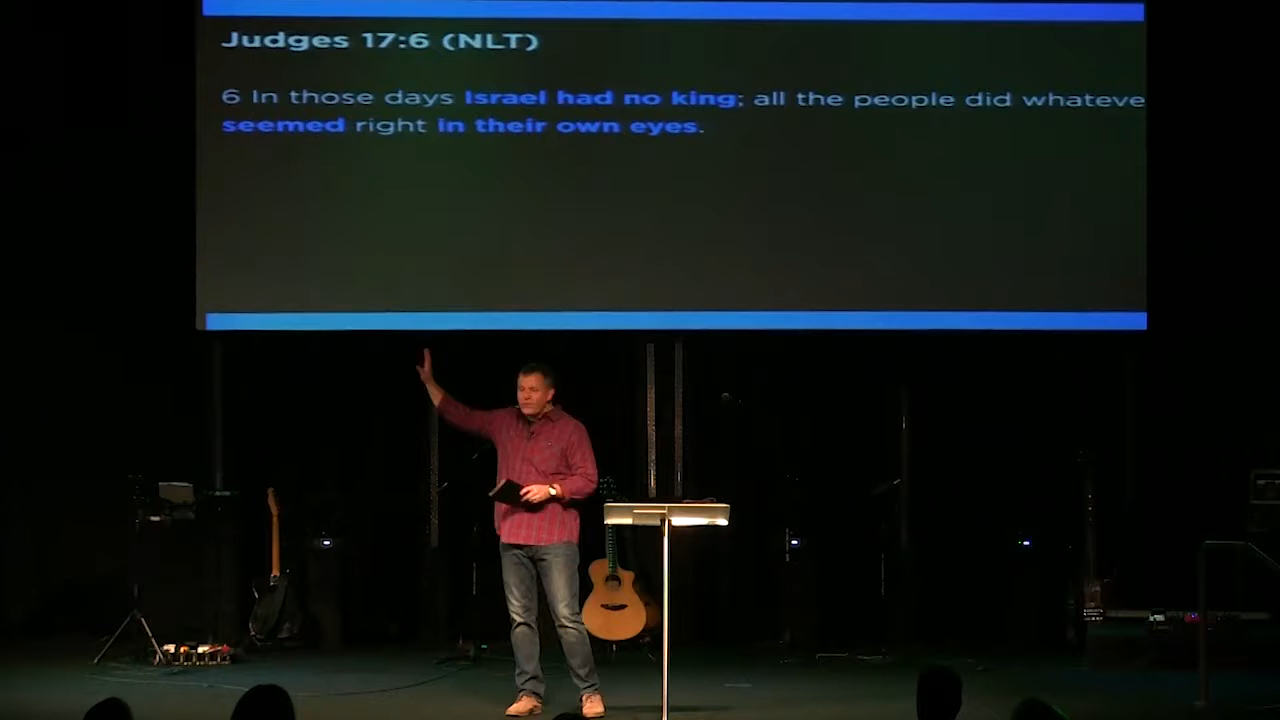 Judges 17:6 (NLT)
6 In those days Israel had no king; all the people did whateve
seemed right in their own eyes.